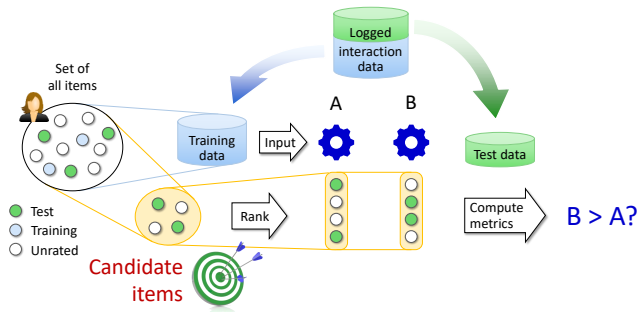 Logged
interaction
data
Set of
all items
A
B
Training
data
Input
Test data
Test
Training
Unrated
Rank
Compute
metrics
B > A?
Candidate
items